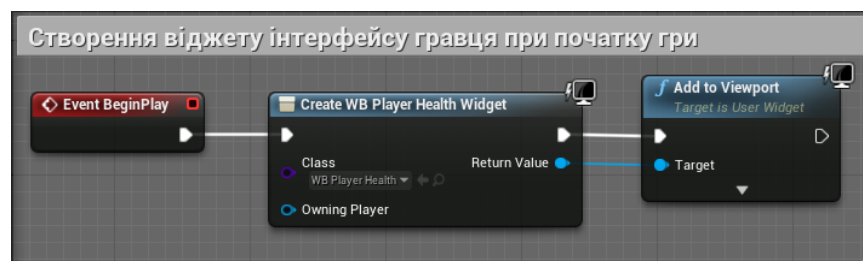 Створення віджету інтерфейсу гравця при початку гри
Event BeginPlay
Create WB Player Health Widget
Class
WB Player Health
Return Value
Owning Player
f Add to Viewport
Target is User Widget
Target